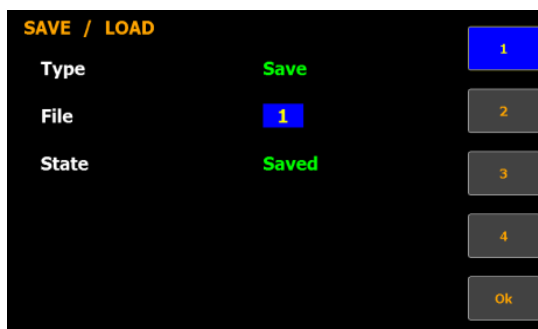 SAVE / LOAD
Type Save
File 1
State Saved
1
2
3
4
Ok